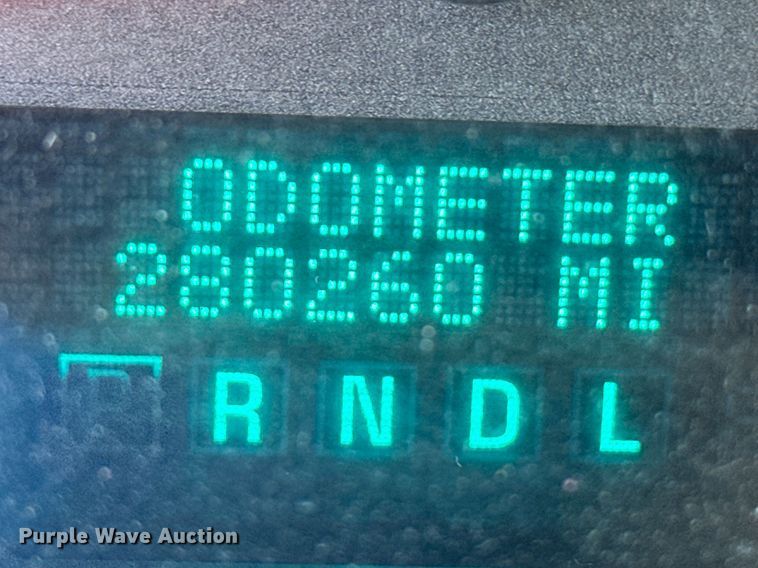 ODOMETER
280260 MI
P R N D L
Purple Wave Auction